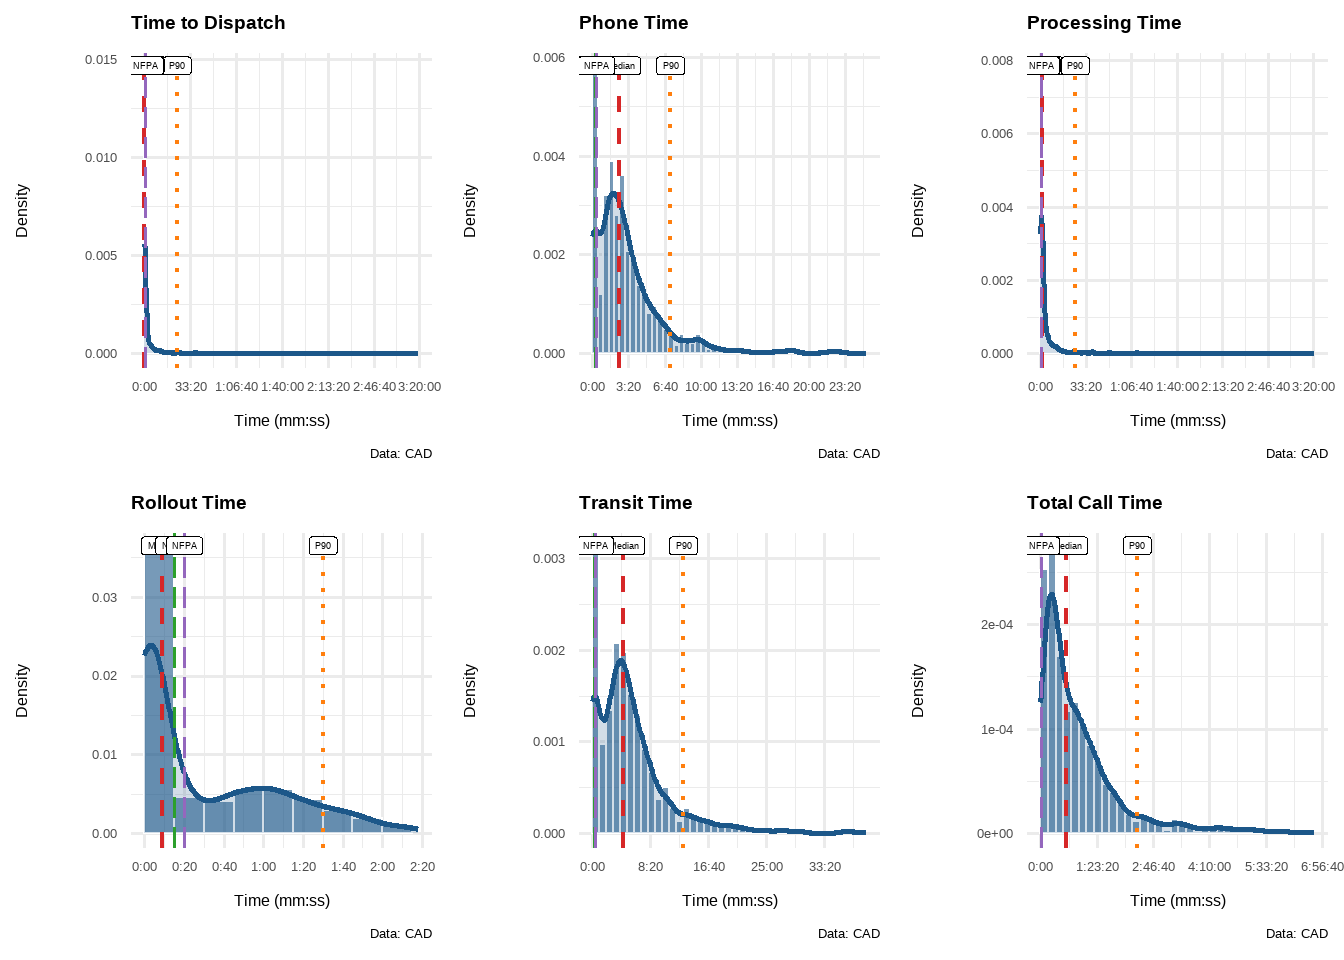 Time to Dispatch
0.015
0.010
0.005
0.000
Density
NFPA
P90
0:00 33:20 1:06:40 1:40:00 2:13:20 2:46:40 3:20:00
Time (mm:ss)
Data: CAD
Phone Time
0.006
0.004
0.002
0.000
Density
NFPA
edian
P90
0:00 3:20 6:40 10:00 13:20 16:40 20:00 23:20
Time (mm:ss)
Data: CAD
Processing Time
0.008
0.006
0.004
0.002
0.000
Density
NFPA
P90
0:00 33:20 1:06:40 1:40:00 2:13:20 2:46:40 3:20:00
Time (mm:ss)
Data: CAD
Rollout Time
0.03
0.02
0.01
0.00
Density
M
N
NFPA
P90
0:00 0:20 0:40 1:00 1:20 1:40 2:00 2:20
Time (mm:ss)
Data: CAD
Transit Time
0.003
0.002
0.001
0.000
Density
NFPA
edian
P90
0:00 8:20 16:40 25:00 33:20
Time (mm:ss)
Data: CAD
Total Call Time
2e-04
1e-04
0e+00
Density
NFPA
edian
P90
0:00 1:23:20 2:46:40 4:10:00 5:33:20 6:56:40
Time (mm:ss)
Data: CAD